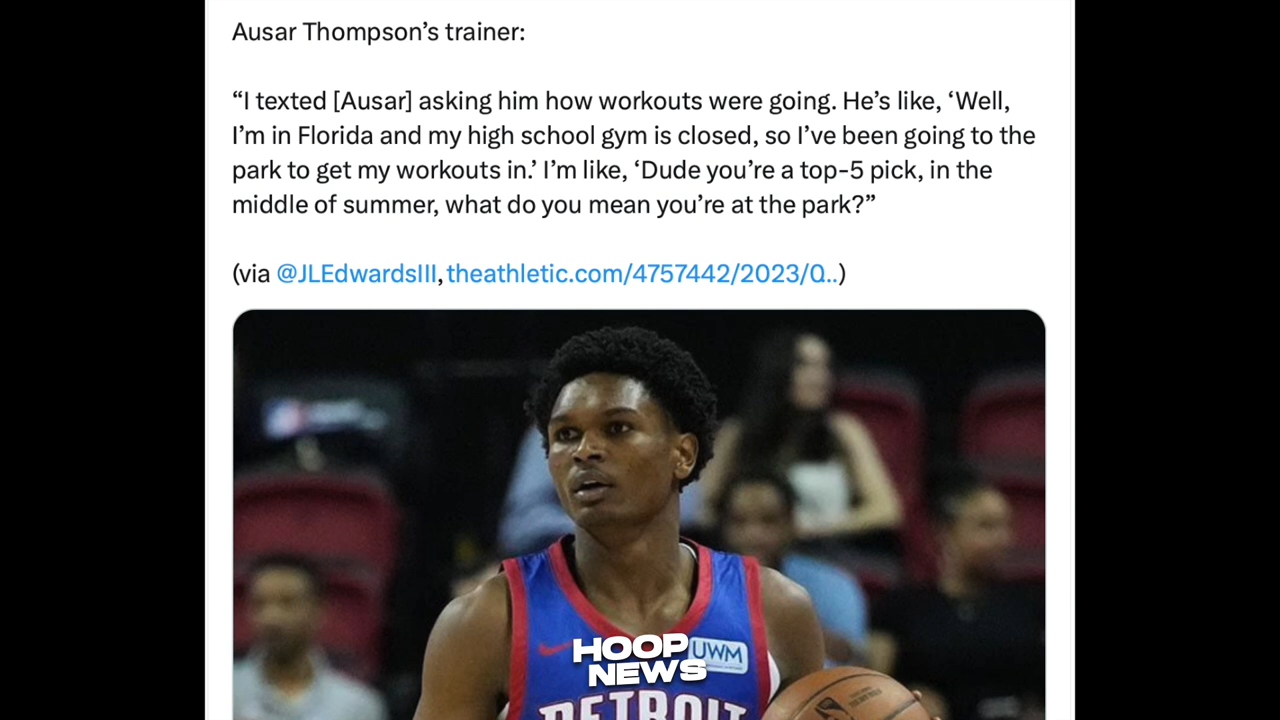 Ausar Thompson’s trainer:
“I texted [Ausar] asking him how workouts were going. He’s like, ‘Well,
I’m in Florida and my high school gym is closed, so I’ve been going to the
park to get my workouts in.’ I’m like, ‘Dude you’re a top-5 pick, in the
middle of summer, what do you mean you’re at the park?”
(via @JLEdwardsIII, theathletic.com/4757442/2023/0…)
HOOP
NEWS
UWM
DETROIT